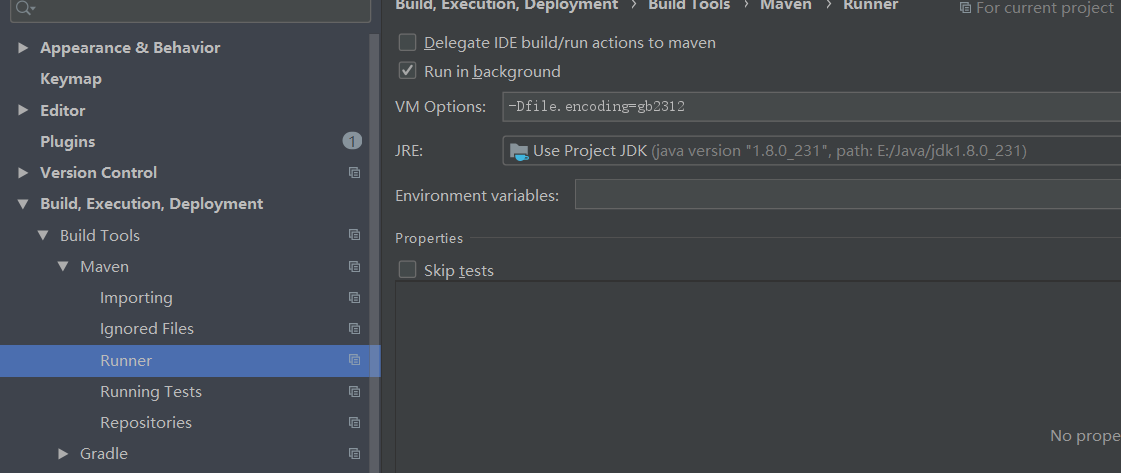 Build, Execution, Deployment › Build Tools › Maven › Runner For current project
Appearance & Behavior
Keymap
Editor
Plugins 1
Version Control
Build, Execution, Deployment
Build Tools
Maven
Importing
Ignored Files
Runner
Running Tests
Repositories
Gradle
Delegate IDE build/run actions to maven
Run in background
VM Options: -Dfile.encoding=gb2312
JRE: Use Project JDK (java version "1.8.0_231", path: E:/Java/jdk1.8.0_231)
Environment variables:
Properties
Skip tests
No prope